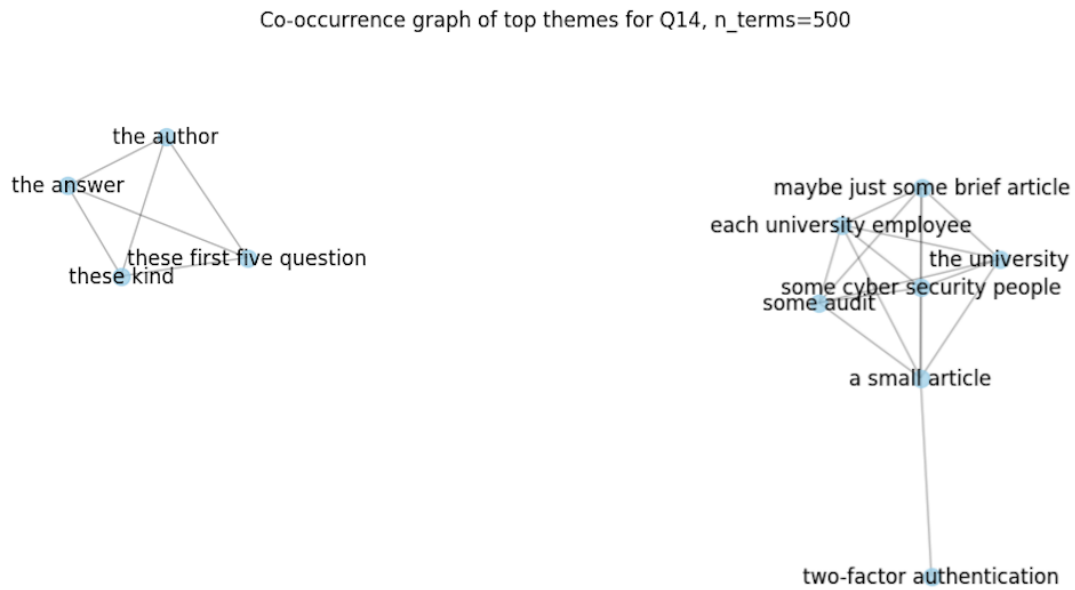 Co-occurrence graph of top themes for Q14, n_terms=500
the author
the answer
these first five question
these kind
maybe just some brief article
each university employee
the university
some cyber security people
some audit
a small article
two-factor authentication